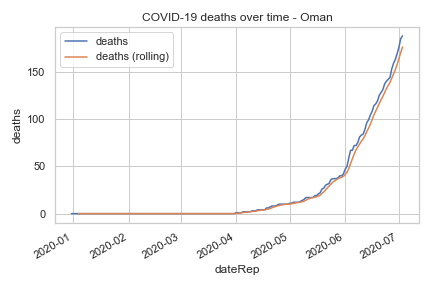 COVID-19 deaths over time - Oman
deaths
deaths (rolling)
150
100
50
0
deaths
2020-01
2020-02
2020-03
2020-04
2020-05
2020-06
2020-07
dateRep